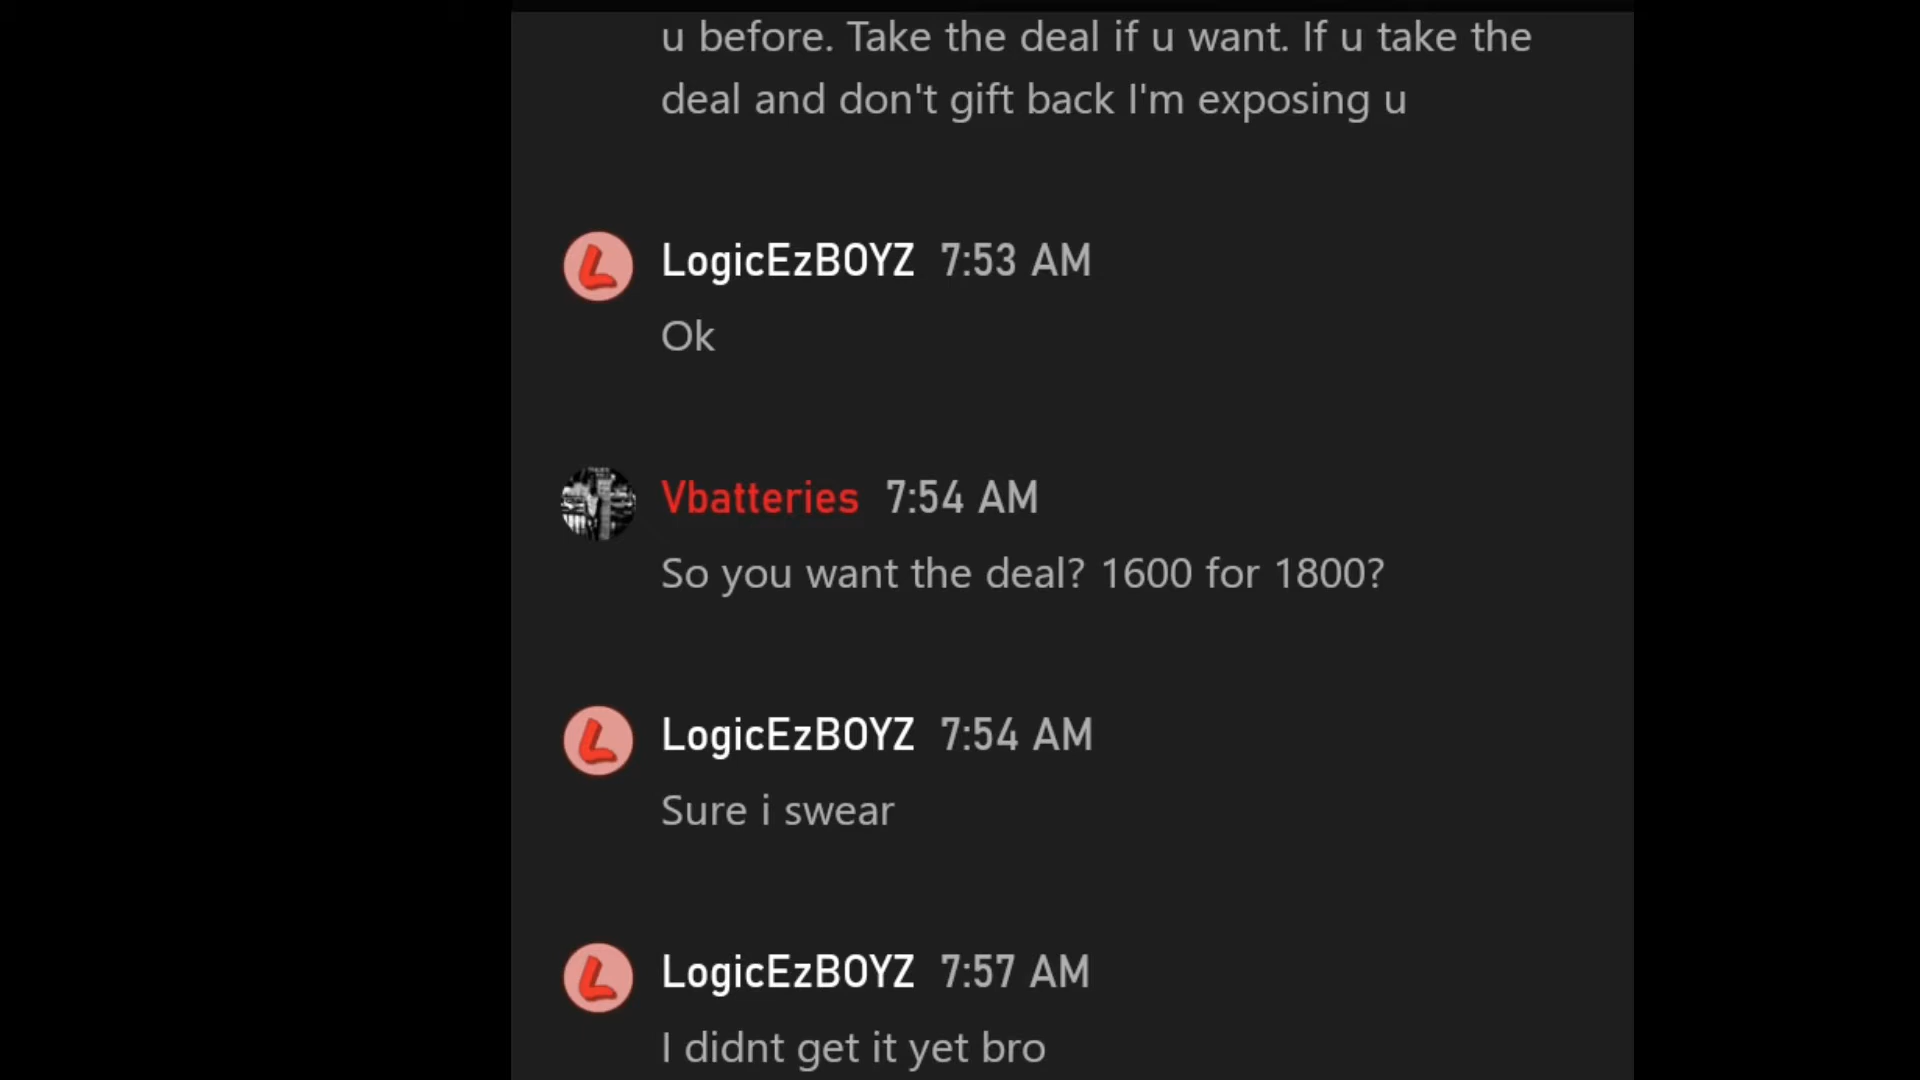 u before. Take the deal if u want. If u take the
deal and don't gift back I'm exposing u
L
LogicEzBOYZ 7:53 AM
Ok
Vbatteries 7:54 AM
So you want the deal? 1600 for 1800?
L
LogicEzBOYZ 7:54 AM
Sure i swear
L
LogicEzBOYZ 7:57 AM
I didnt get it yet bro